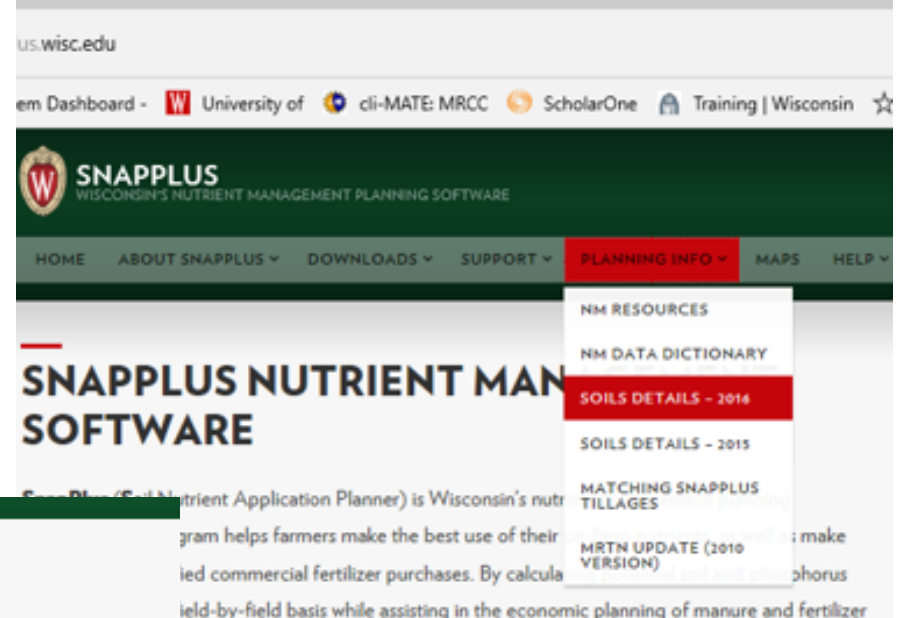 us.wisc.edu
em Dashboard - University of cli-MATE: MRCC ScholarOne Training | Wisconsin
W
SNAPPLUS
WISCONSIN'S NUTRIENT MANAGEMENT PLANNING SOFTWARE
HOME ABOUT SNAPPLUS DOWNLOADS SUPPORT PLANNING INFO MAPS HELP
NM RESOURCES
NM DATA DICTIONARY
SOILS DETAILS - 2016
SOILS DETAILS - 2015
MATCHING SNAPPLUS
TILLAGES
MRTN UPDATE (2010
VERSION)
SNAPPLUS NUTRIENT MAN
SOFTWARE
Nutrient Application Planner) is Wisconsin's nutr
gram helps farmers make the best use of their make
ied commercial fertilizer purchases. By calcula phorus
ield-by-field basis while assisting in the economic planning of manure and fertilizer